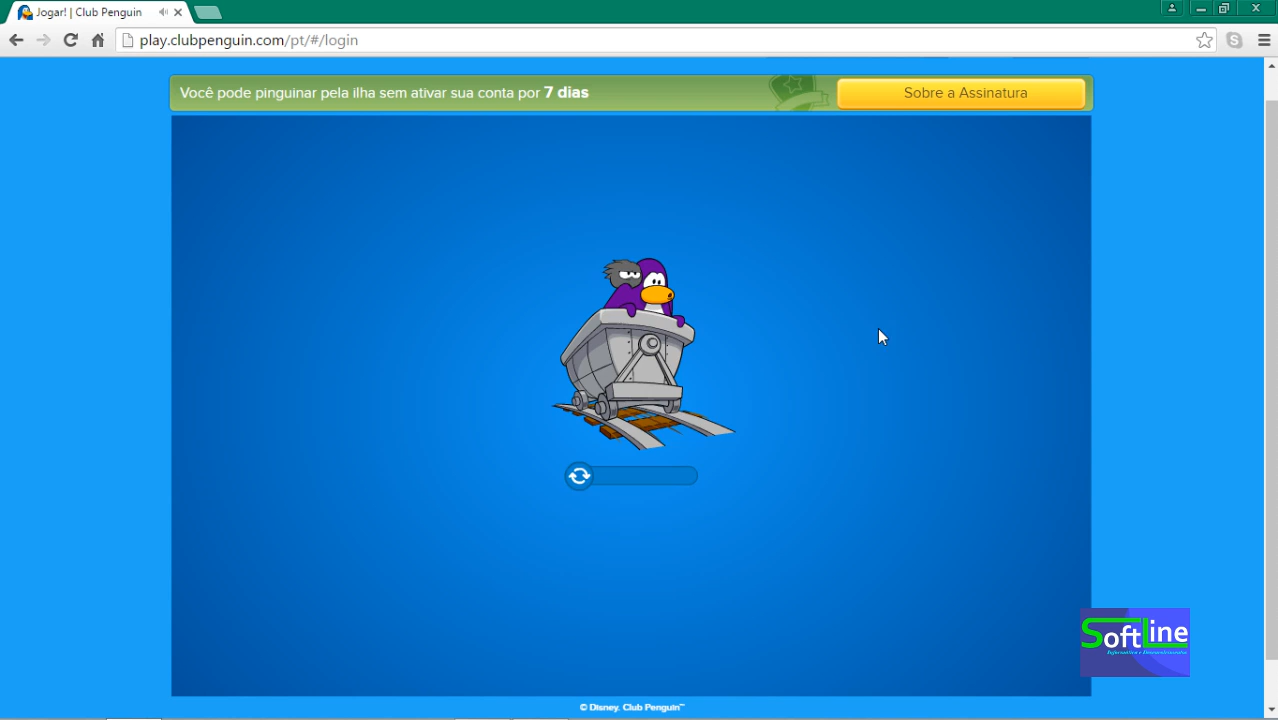 Jogar! | Club Penguin
play.clubpenguin.com/pt/#/login
Você pode pinguinar pela ilha sem ativar sua conta por 7 dias
Sobre a Assinatura
SoftLine
© Disney. Club Penguin™